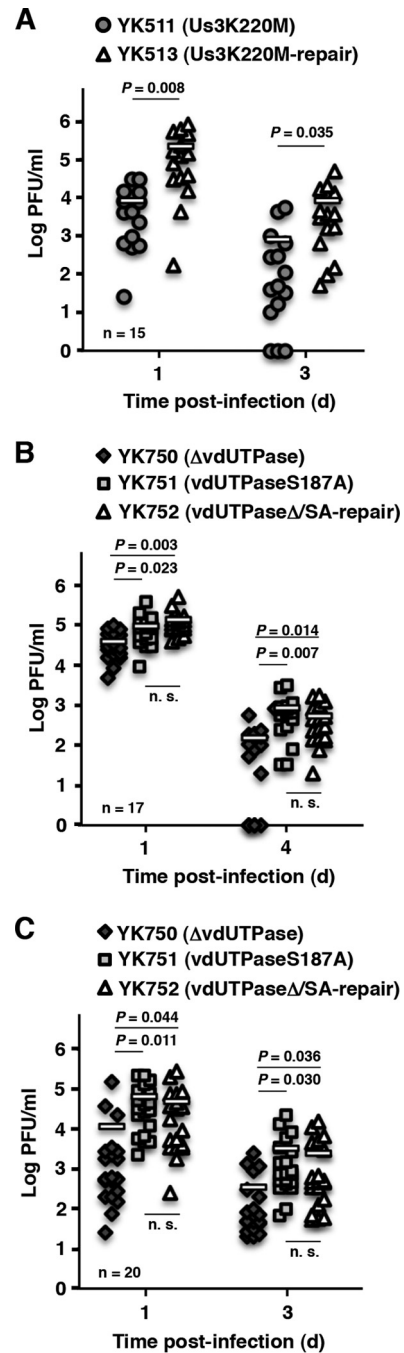 A
YK511 (Us3K220M)
YK513 (Us3K220M-repair)
P = 0.008
P = 0.035
6
5
4
3
2
1
0
Log PFU/ml
n = 15
1
3
Time post-infection (d)
B
YK750 (ΔvdUTPase)
YK751 (vdUTPaseS187A)
YK752 (vdUTPaseΔ/SA-repair)
P = 0.003
P = 0.023
P = 0.014
P = 0.007
6
5
4
3
2
1
0
Log PFU/ml
n. s.
n. s.
n = 17
1
4
Time post-infection (d)
C
YK750 (ΔvdUTPase)
YK751 (vdUTPaseS187A)
YK752 (vdUTPaseΔ/SA-repair)
P = 0.044
P = 0.011
P = 0.036
P = 0.030
6
5
4
3
2
1
0
Log PFU/ml
n. s.
n. s.
n = 20
1
3
Time post-infection (d)